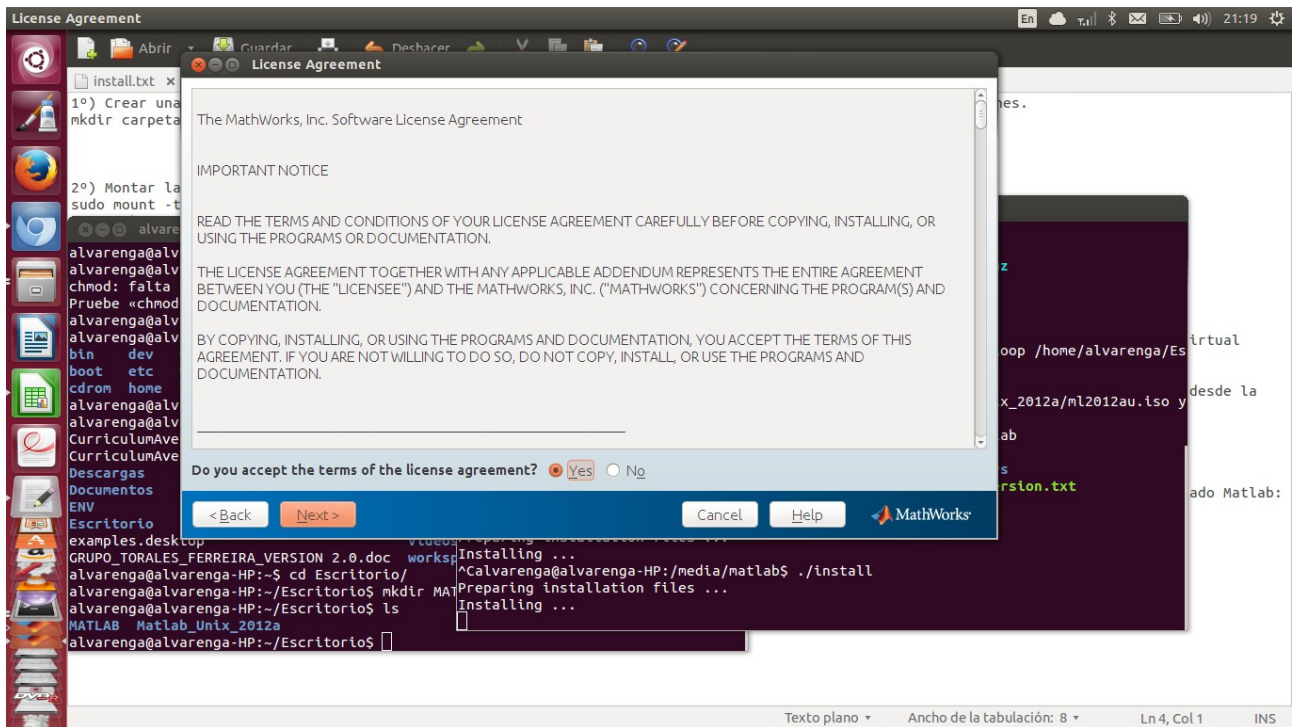 License Agreement
En
21:19
Abrir
Guardar
Deshacer
License Agreement
install.txt ×
1º) Crear una
mkdir carpeta
2º) Montar la
sudo mount -t
The MathWorks, Inc. Software License Agreement
IMPORTANT NOTICE
READ THE TERMS AND CONDITIONS OF YOUR LICENSE AGREEMENT CAREFULLY BEFORE COPYING, INSTALLING, OR
USING THE PROGRAMS OR DOCUMENTATION.
THE LICENSE AGREEMENT TOGETHER WITH ANY APPLICABLE ADDENDUM REPRESENTS THE ENTIRE AGREEMENT
BETWEEN YOU (THE "LICENSEE") AND THE MATHWORKS, INC. ("MATHWORKS") CONCERNING THE PROGRAM(S) AND
DOCUMENTATION.
BY COPYING, INSTALLING, OR USING THE PROGRAMS AND DOCUMENTATION, YOU ACCEPT THE TERMS OF THIS
AGREEMENT. IF YOU ARE NOT WILLING TO DO SO, DO NOT COPY, INSTALL, OR USE THE PROGRAMS AND
DOCUMENTATION.
Do you accept the terms of the license agreement? Yes No
< Back Next > Cancel Help MathWorks
nes.
z
irtual
oop /home/alvarenga/Es
desde la
x_2012a/ml2012au.iso y
ab
s
rsion.txt
ado Matlab:
alvare
alvarenga@alv
alvarenga@alv
chmod: falta
Pruebe «chmod
alvarenga@alv
alvarenga@alv
bin dev
boot etc
cdrom home
alvarenga@alv
alvarenga@alv
CurriculumAve
CurriculumAve
Descargas
Documentos
ENV
Escritorio
examples.desktop
GRUPO_TORALES_FERREIRA_VERSION 2.0.doc worksp
alvarenga@alvarenga-HP:~$ cd Escritorio/
alvarenga@alvarenga-HP:~/Escritorio$ mkdir MAT
alvarenga@alvarenga-HP:~/Escritorio$ ls
MATLAB Matlab_Unix_2012a
alvarenga@alvarenga-HP:~/Escritorio$
Preparing installation files ...
Installing ...
^Calvarenga@alvarenga-HP:/media/matlab$ ./install
Preparing installation files ...
Installing ...
Texto plano Ancho de la tabulación: 8 Ln 4, Col 1 INS